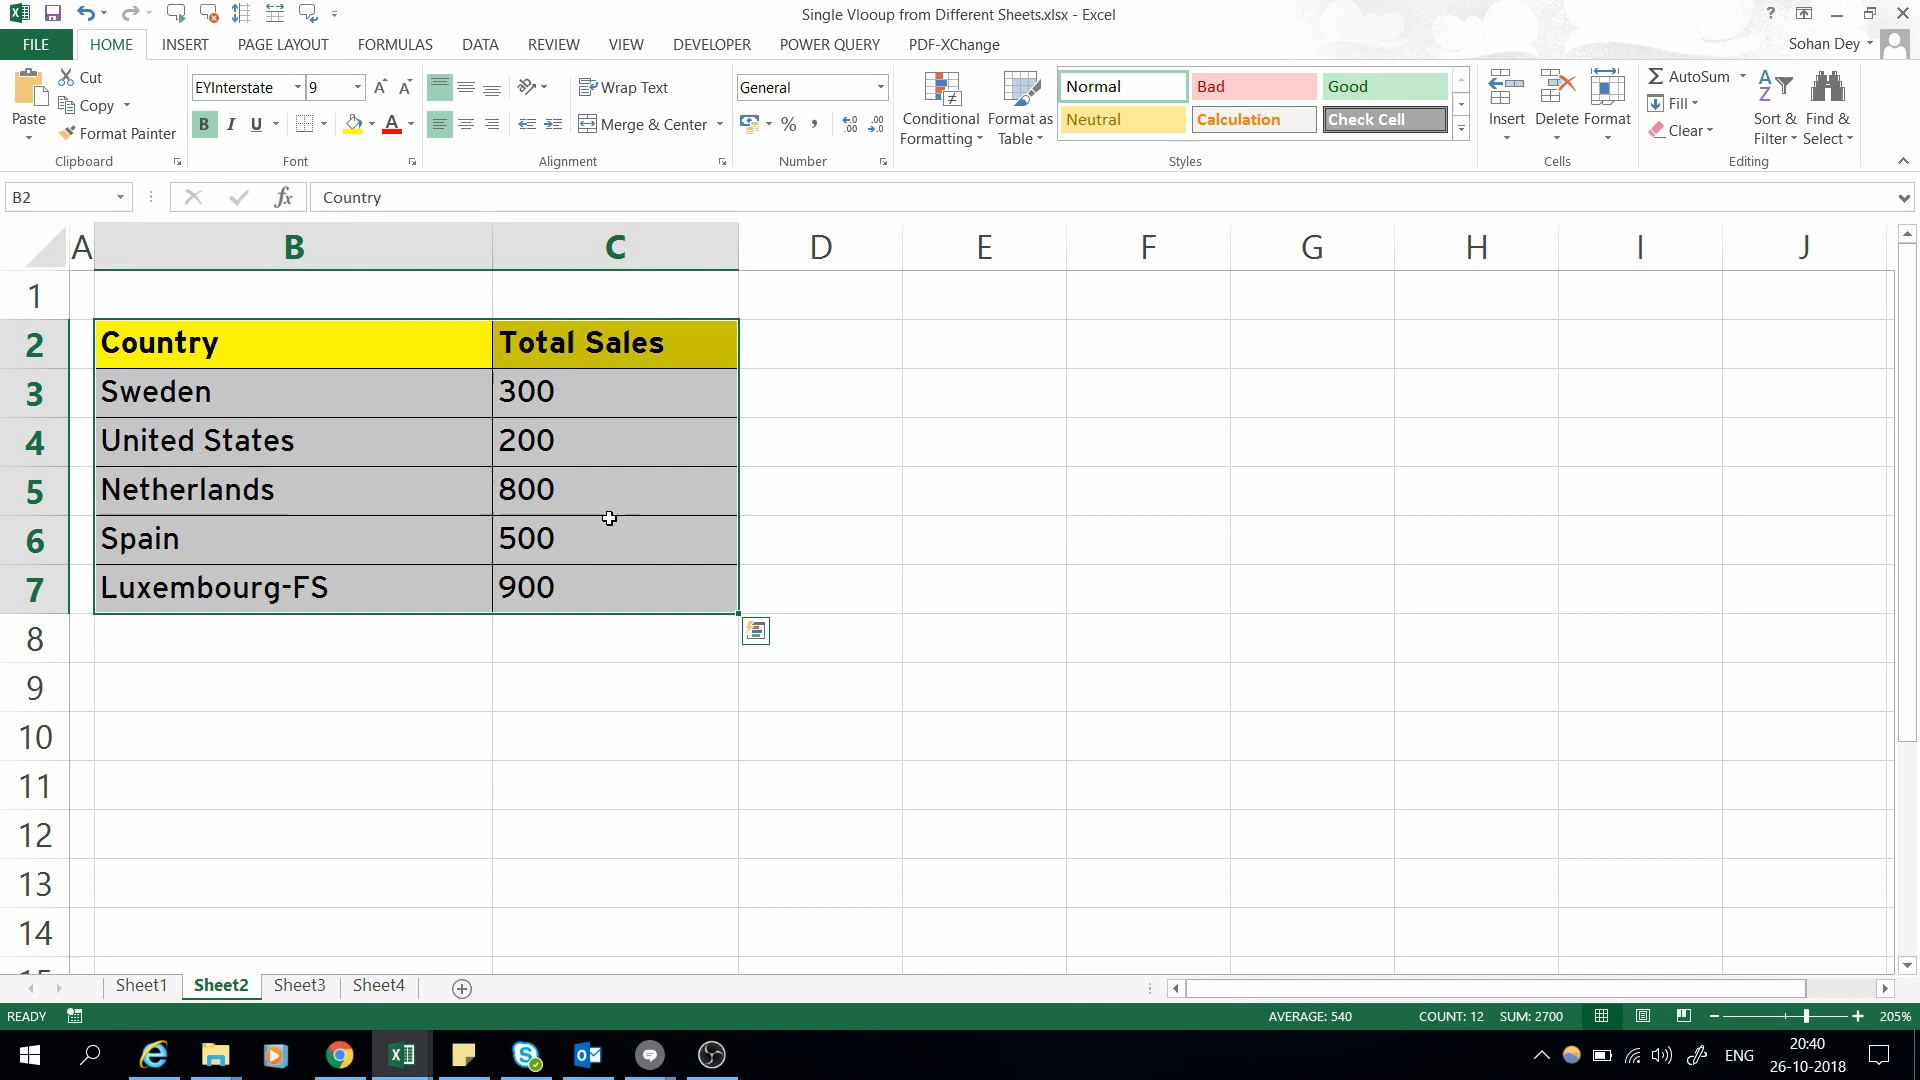 Single Vlooup from Different Sheets.xlsx - Excel
FILE HOME INSERT PAGE LAYOUT FORMULAS DATA REVIEW VIEW DEVELOPER POWER QUERY PDF-XChange Sohan Dey
Paste
Cut
Copy
Format Painter
Clipboard
EYInterstate 9
B I U
Font
Wrap Text
Merge & Center
Alignment
General
%
Number
Conditional Formatting
Format as Table
Normal Bad Good
Neutral Calculation Check Cell
Styles
Insert Delete Format
Cells
AutoSum
Fill
Clear
Sort & Filter
Find & Select
Editing
B2 fx Country
A B C D E F G H I J
1
2 Country Total Sales
3 Sweden 300
4 United States 200
5 Netherlands 800
6 Spain 500
7 Luxembourg-FS 900
8
9
10
11
12
13
14
15
Sheet1 Sheet2 Sheet3 Sheet4
READY AVERAGE: 540 COUNT: 12 SUM: 2700 205%
ENG 20:40
26-10-2018